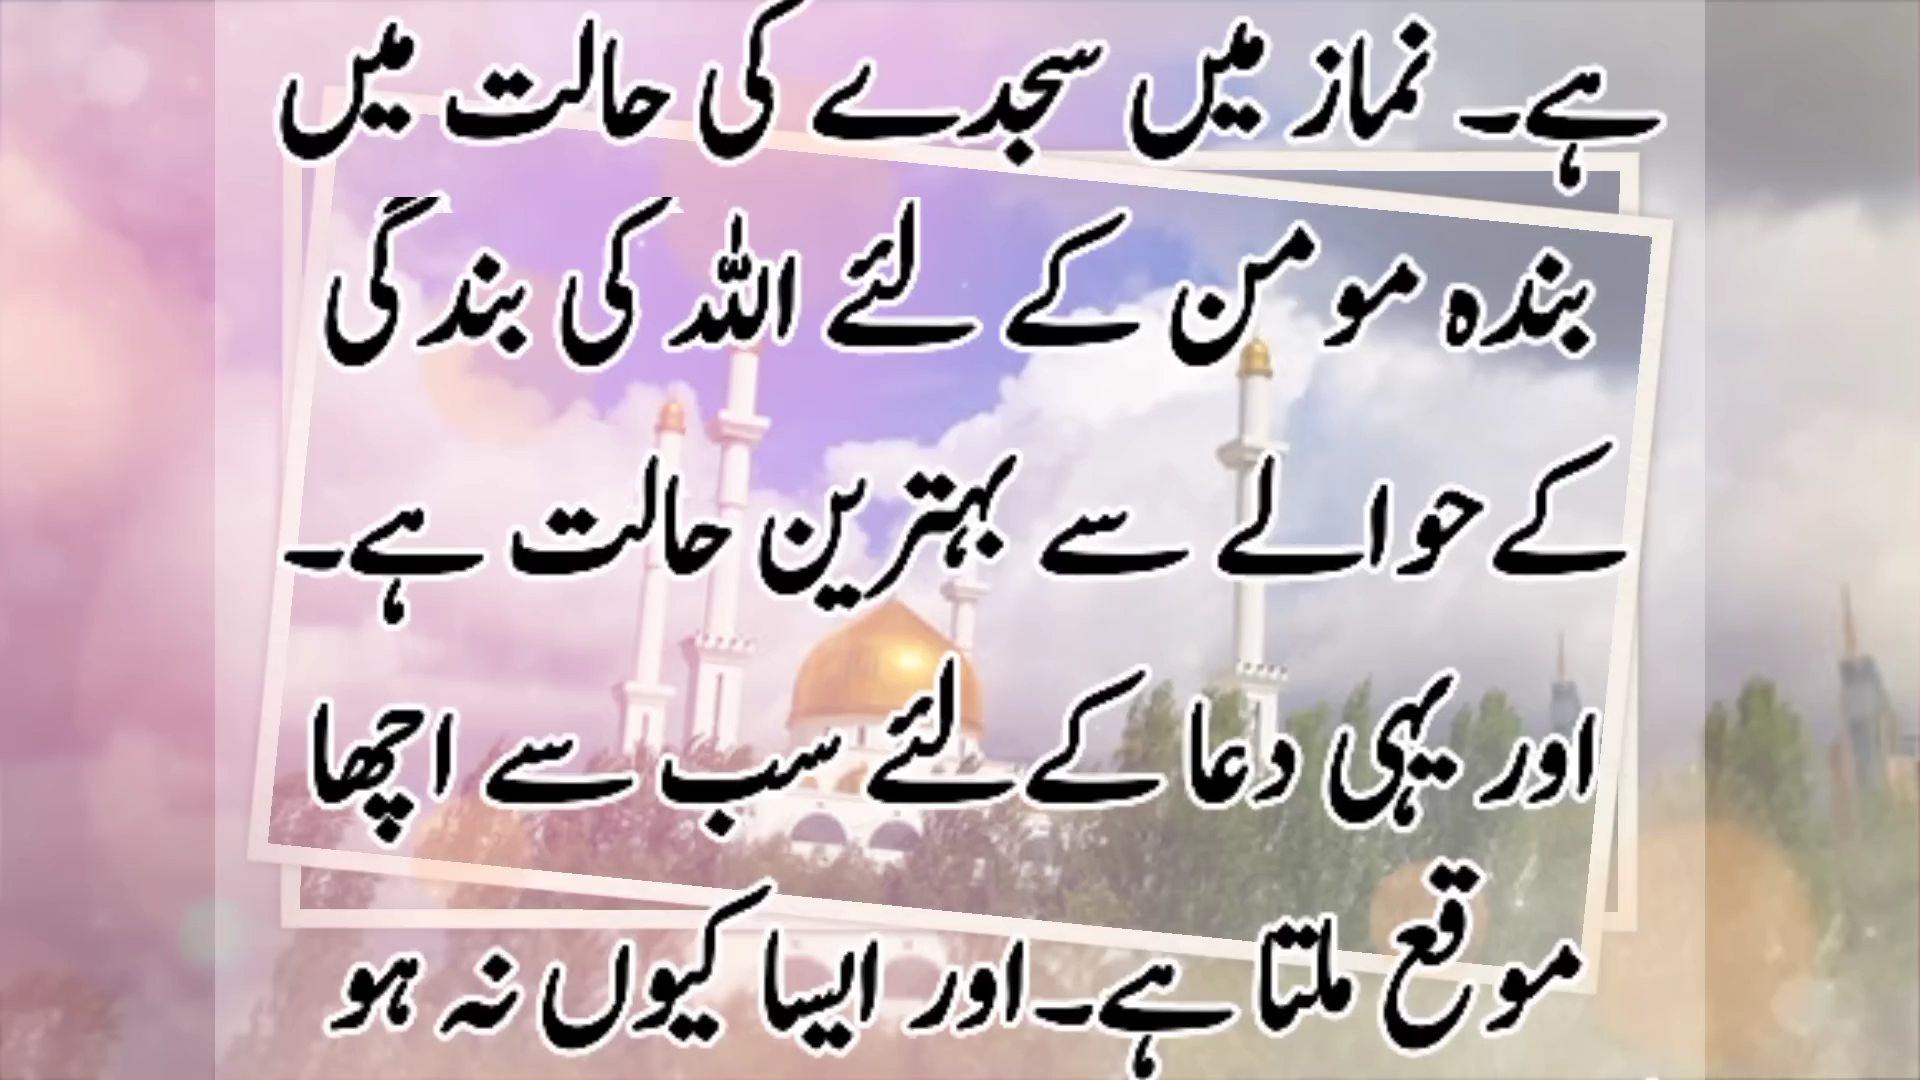 ہے۔ نماز میں سجدے کی حالت میں
بندہ مومن کے لئے اللہ کی بندگی
کے حوالے سے بہترین حالت ہے۔
اور یہی دعا کے لئے سب سے اچھا
موقع ملتا ہے۔اور ایسا کیوں نہ ہو